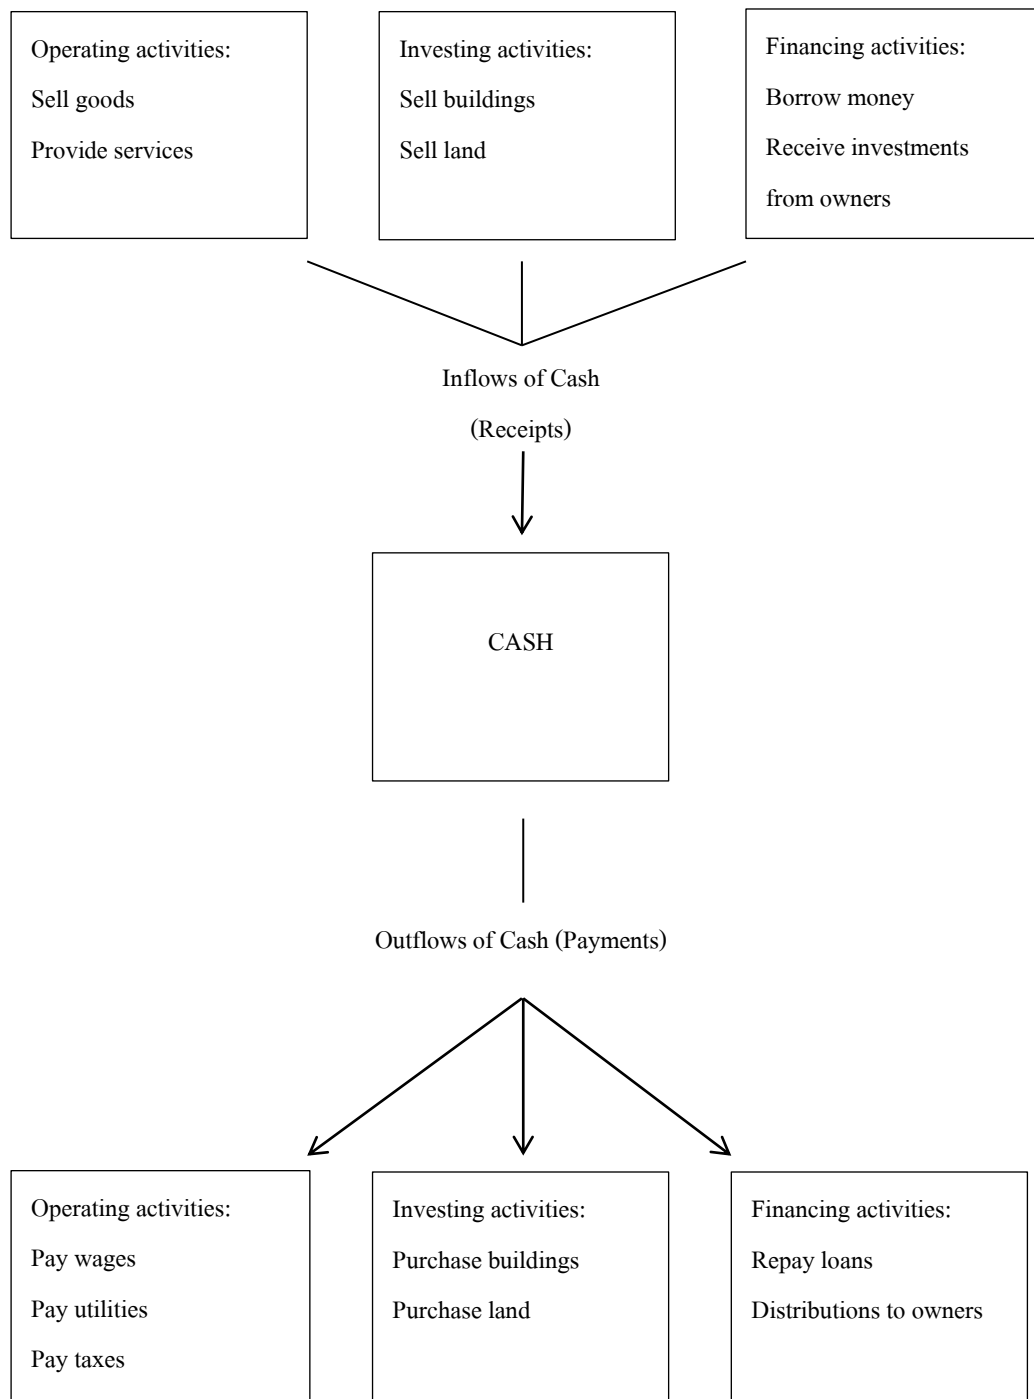 Operating activities:
Sell goods
Provide services
Investing activities:
Sell buildings
Sell land
Financing activities:
Borrow money
Receive investments
from owners
Inflows of Cash
(Receipts)
CASH
Outflows of Cash (Payments)
Operating activities:
Pay wages
Pay utilities
Pay taxes
Investing activities:
Purchase buildings
Purchase land
Financing activities:
Repay loans
Distributions to owners